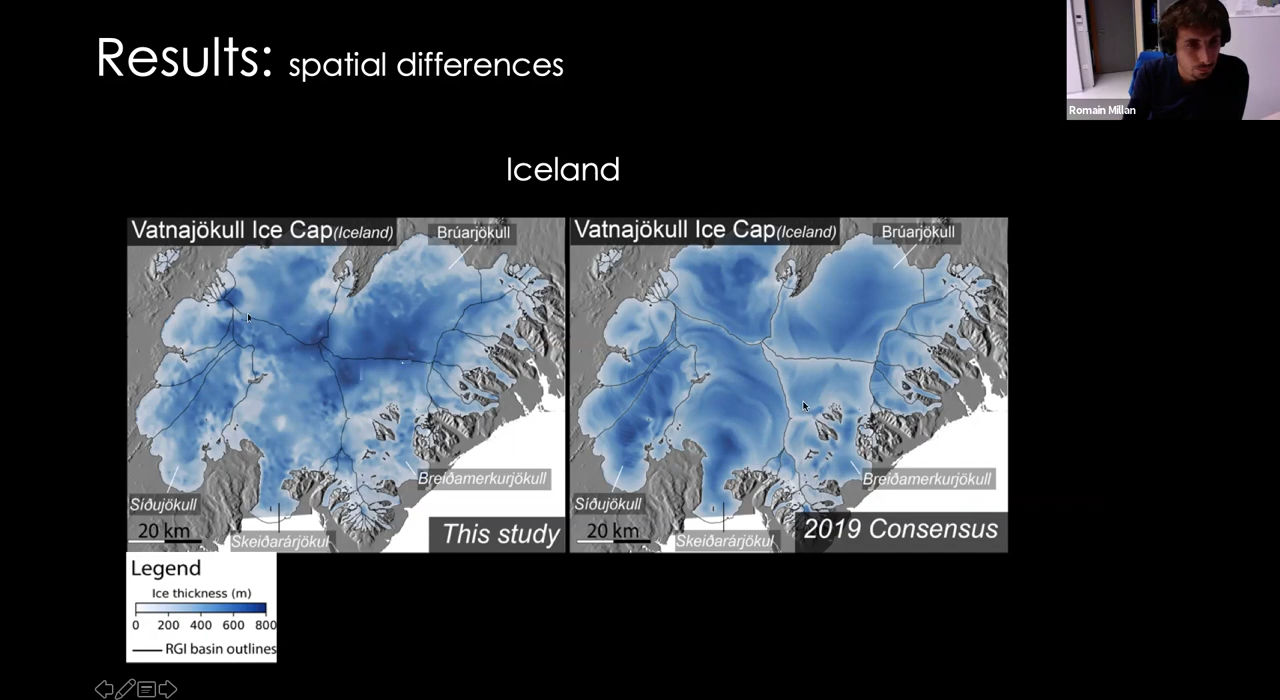 Results: spatial differences
Romain Millan
Iceland
Vatnajökull Ice Cap(Iceland)
Brúarjökull
Breiðamerkurjökull
Síðujökull
20 km
Skeiðarárjökul
This study
Vatnajökull Ice Cap(Iceland)
Brúarjökull
Breiðamerkurjökull
Síðujökull
20 km
Skeiðarárjökul
2019 Consensus
Legend
Ice thickness (m)
0 200 400 600 800
RGI basin outlines